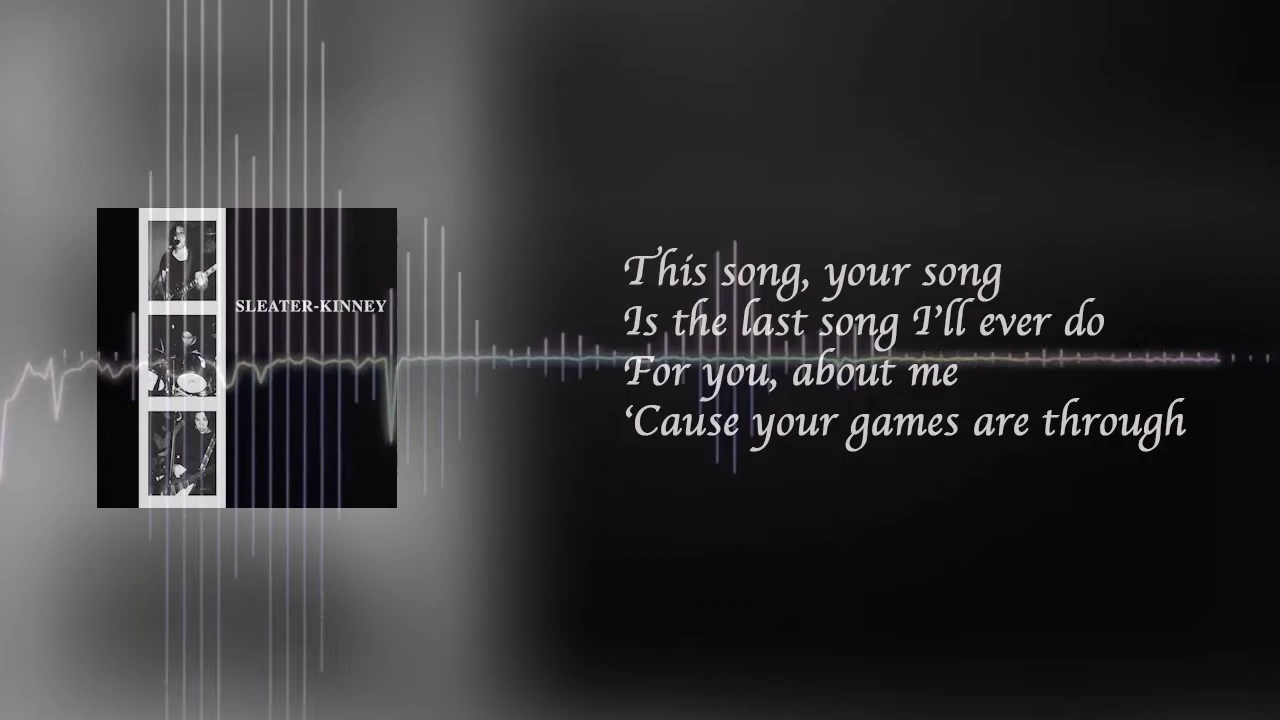 SLEATER-KINNEY
This song, your song
Is the last song I'll ever do
For you, about me
‘Cause your games are through